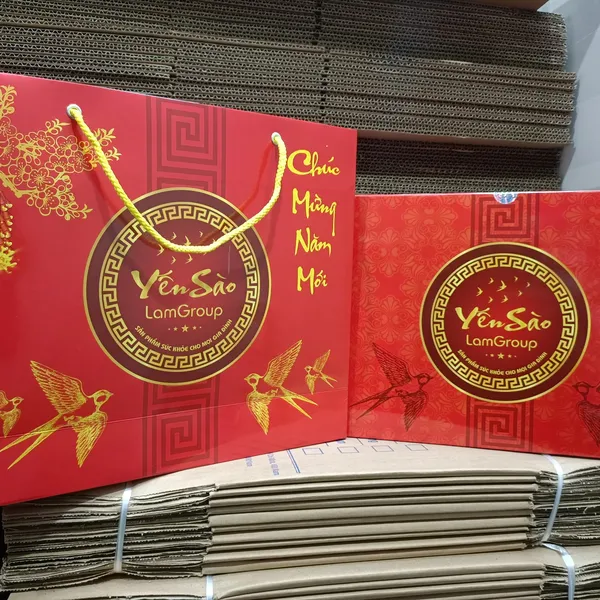 Chúc
Mừng
Năm
Mới
Yến Sào
LamGroup
SẢN PHẨM SỨC KHỎE CHO MỌI GIA ĐÌNH
Yến Sào
LamGroup
SẢN PHẨM SỨC KHỎE CHO MỌI GIA ĐÌNH